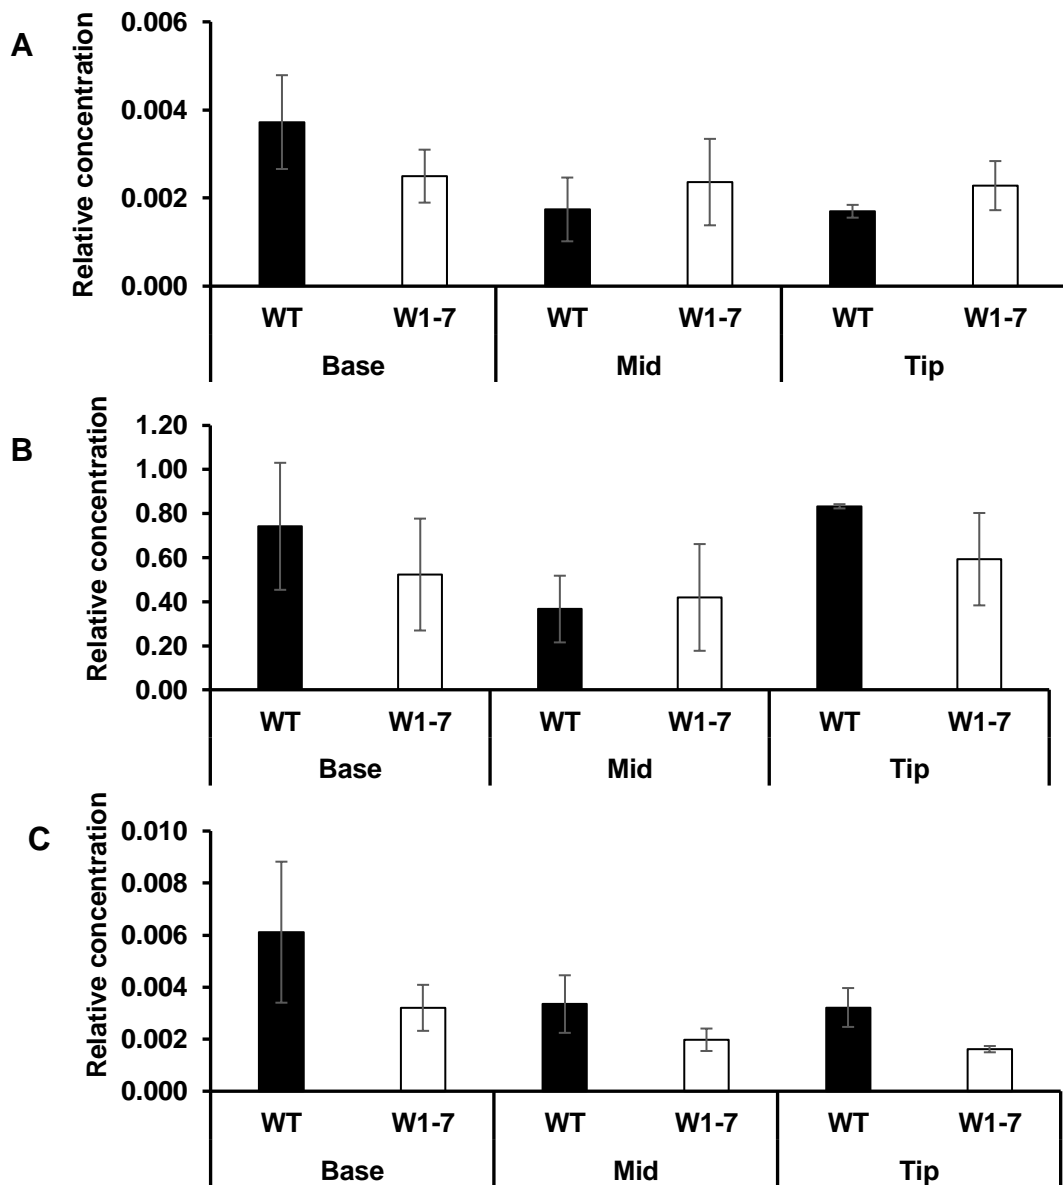 A
Relative concentration
0.006
0.004
0.002
0.000
WT W1-7 WT W1-7 WT W1-7
Base Mid Tip
B
Relative concentration
1.20
1.00
0.80
0.60
0.40
0.20
0.00
WT W1-7 WT W1-7 WT W1-7
Base Mid Tip
C
Relative concentration
0.010
0.008
0.006
0.004
0.002
0.000
WT W1-7 WT W1-7 WT W1-7
Base Mid Tip